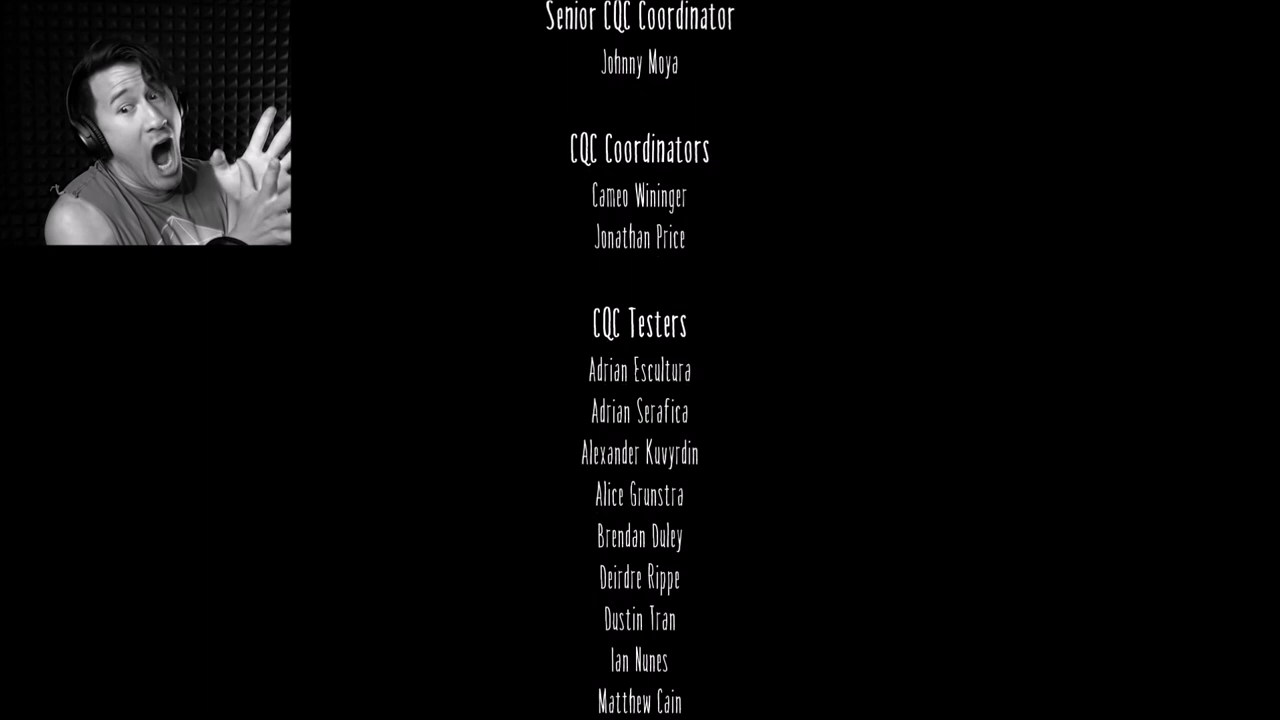 Senior CQC Coordinator
Johnny Moya
CQC Coordinators
Cameo Wininger
Jonathan Price
CQC Testers
Adrian Escultura
Adrian Serafica
Alexander Kuvyrdin
Alice Grunstra
Brendan Duley
Deirdre Rippe
Dustin Tran
Ian Nunes
Matthew Cain